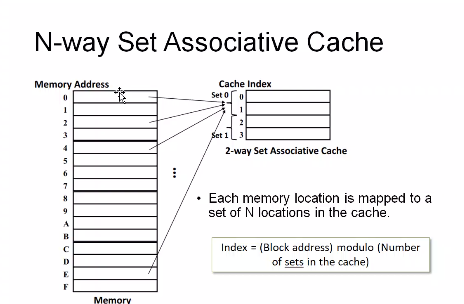 N-way Set Associative Cache
Memory Address
0
1
2
3
4
5
6
7
8
9
A
B
C
D
E
F
Memory
Cache Index
Set 0
0
1
2
Set 1
3
2-way Set Associative Cache
• Each memory location is mapped to a
set of N locations in the cache.
Index = (Block address) modulo (Number
of sets in the cache)